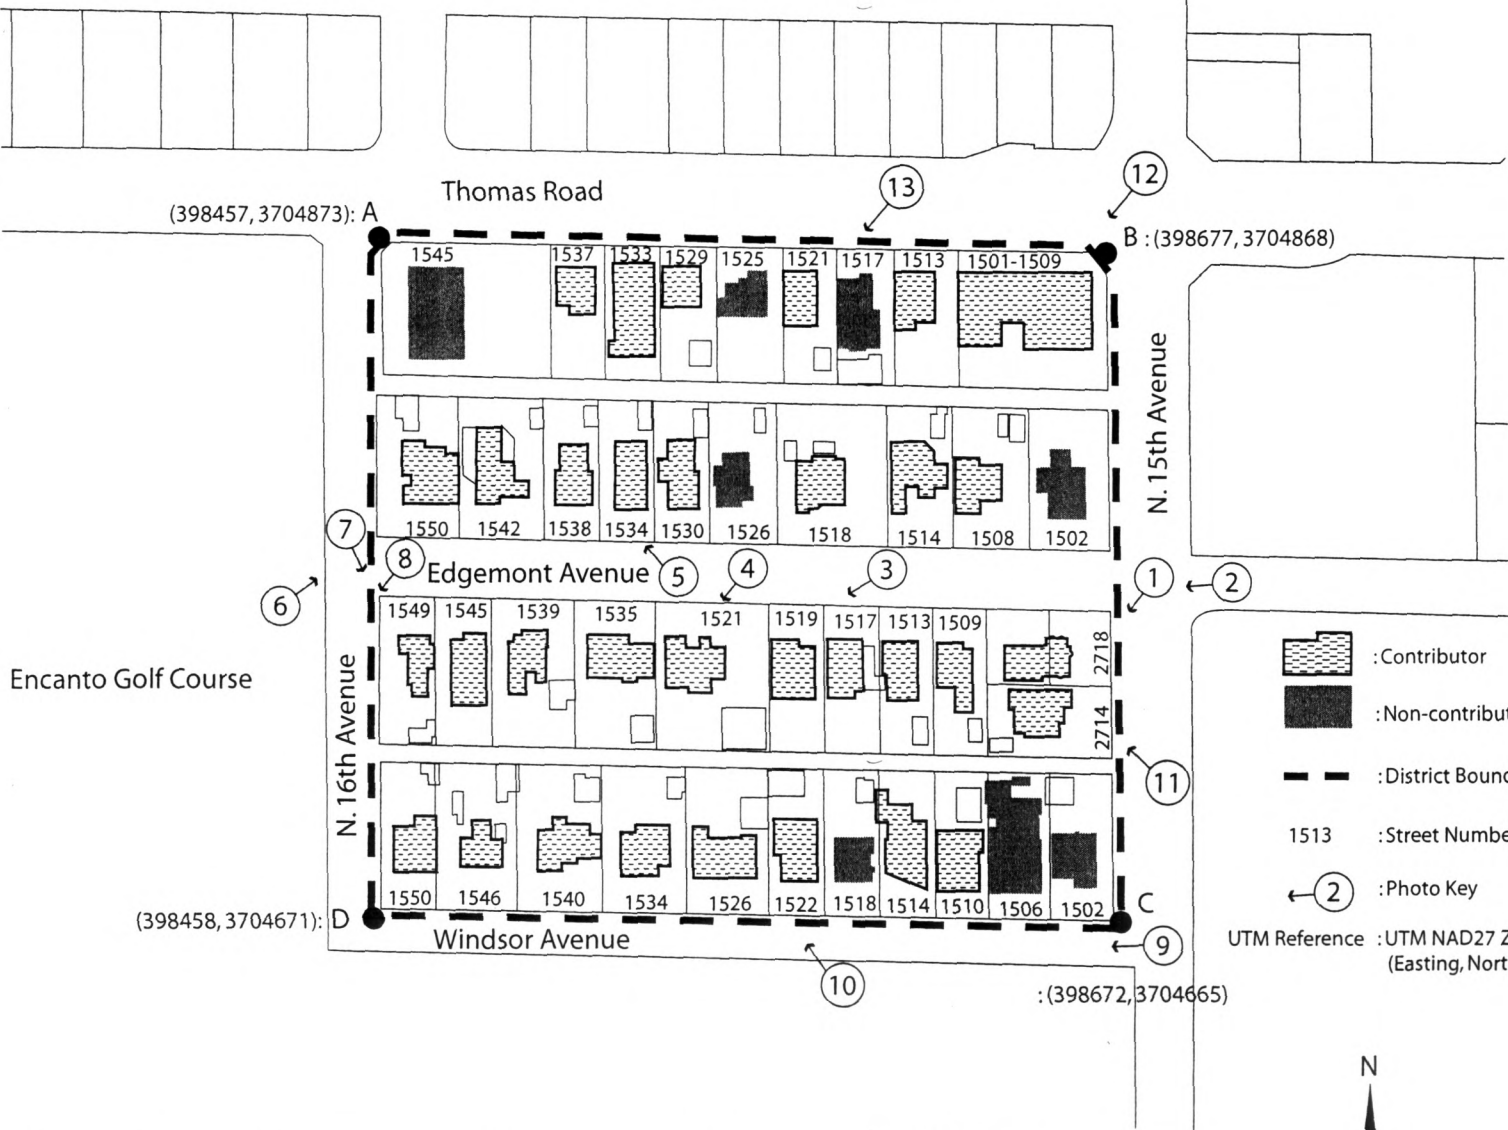 Thomas Road
13
12
(398457, 3704873): A
B : (398677, 3704868)
1545
1537
1533
1529
1525
1521
1517
1513
1501-1509
N. 15th Avenue
1550
1542
1538
1534
1530
1526
1518
1514
1508
1502
7
8
Edgemont Avenue
5
4
3
1
2
6
1549
1545
1539
1535
1521
1519
1517
1513
1509
2718
2714
Encanto Golf Course
N. 16th Avenue
11
1550
1546
1540
1534
1526
1522
1518
1514
1510
1506
1502
(398458, 3704671): D
C
Windsor Avenue
9
10
: (398672, 3704665)
: Contributor
: Non-contribut
: District Bound
1513 : Street Numbe
2 : Photo Key
UTM Reference : UTM NAD27 Z
(Easting, Nort
N